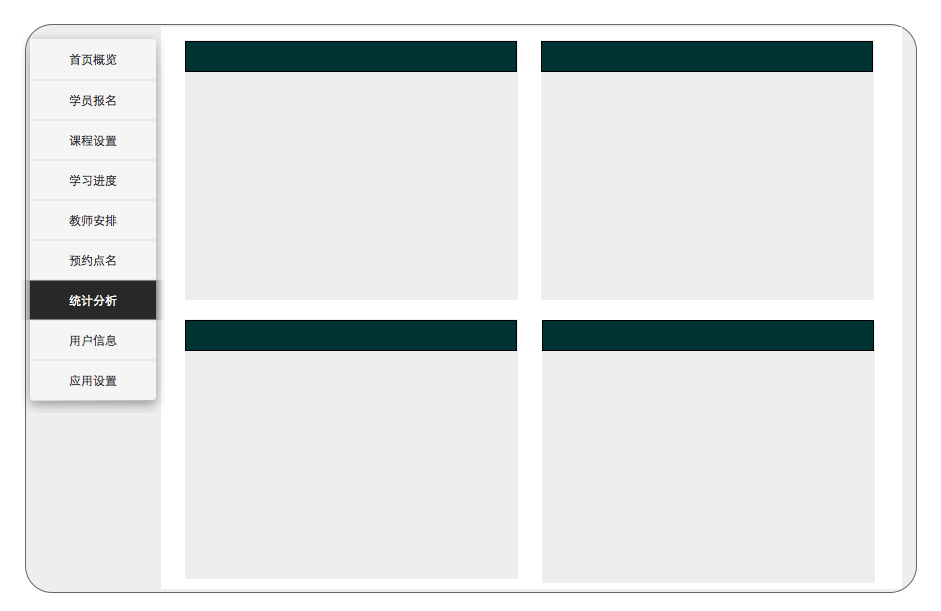 首页概览
学员报名
课程设置
学习进度
教师安排
预约点名
统计分析
用户信息
应用设置